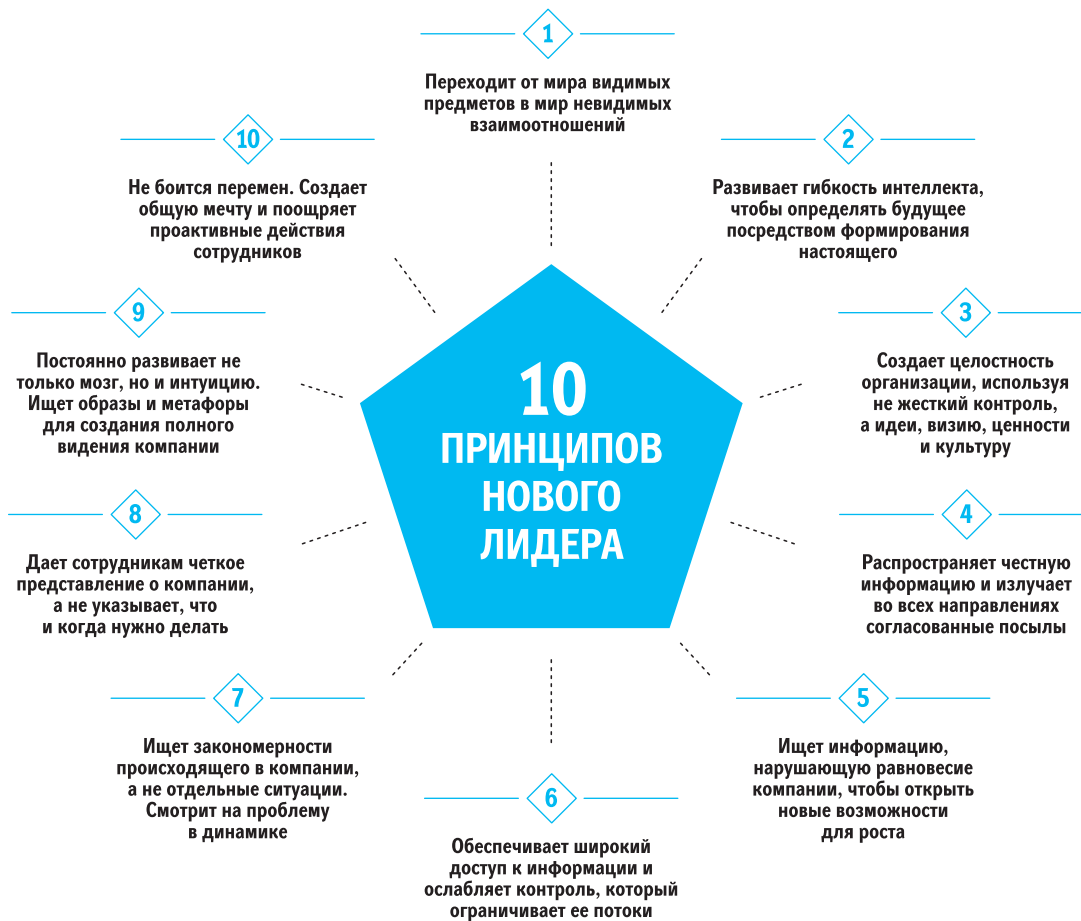 10
ПРИНЦИПОВ
НОВОГО
ЛИДЕРА
1
Переходит от мира видимых
предметов в мир невидимых
взаимоотношений
2
Развивает гибкость интеллекта,
чтобы определять будущее
посредством формирования
настоящего
3
Создает целостность
организации, используя
не жесткий контроль,
а идеи, визию, ценности
и культуру
4
Распространяет честную
информацию и излучает
во всех направлениях
согласованные посылы
5
Ищет информацию,
нарушающую равновесие
компании, чтобы открыть
новые возможности
для роста
6
Обеспечивает широкий
доступ к информации и
ослабляет контроль, который
ограничивает ее потоки
7
Ищет закономерности
происходящего в компании,
а не отдельные ситуации.
Смотрит на проблему
в динамике
8
Дает сотрудникам четкое
представление о компании,
а не указывает, что
и когда нужно делать
9
Постоянно развивает не
только мозг, но и интуицию.
Ищет образы и метафоры
для создания полного
видения компании
10
Не боится перемен. Создает
общую мечту и поощряет
проактивные действия
сотрудников